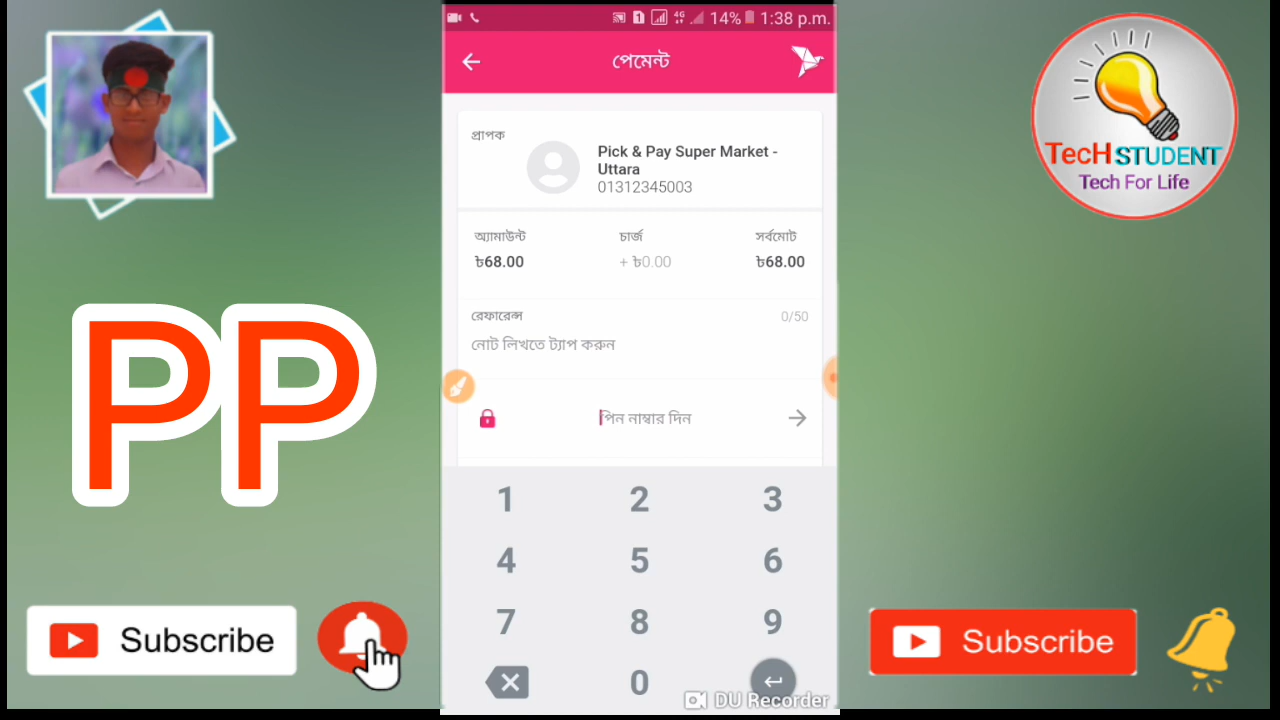 14% 1:38 p.m.
পেমেন্ট
প্রাপক
Pick & Pay Super Market -
Uttara
01312345003
অ্যামাউন্ট চার্জ সর্বমোট
৳68.00 + ৳0.00 ৳68.00
রেফারেন্স 0/50
নোট লিখতে ট্যাপ করুন
পিন নাম্বার দিন
1 2 3
4 5 6
7 8 9
0
DU Recorder
PP
Subscribe
TecH STUDENT
Tech For Life
Subscribe